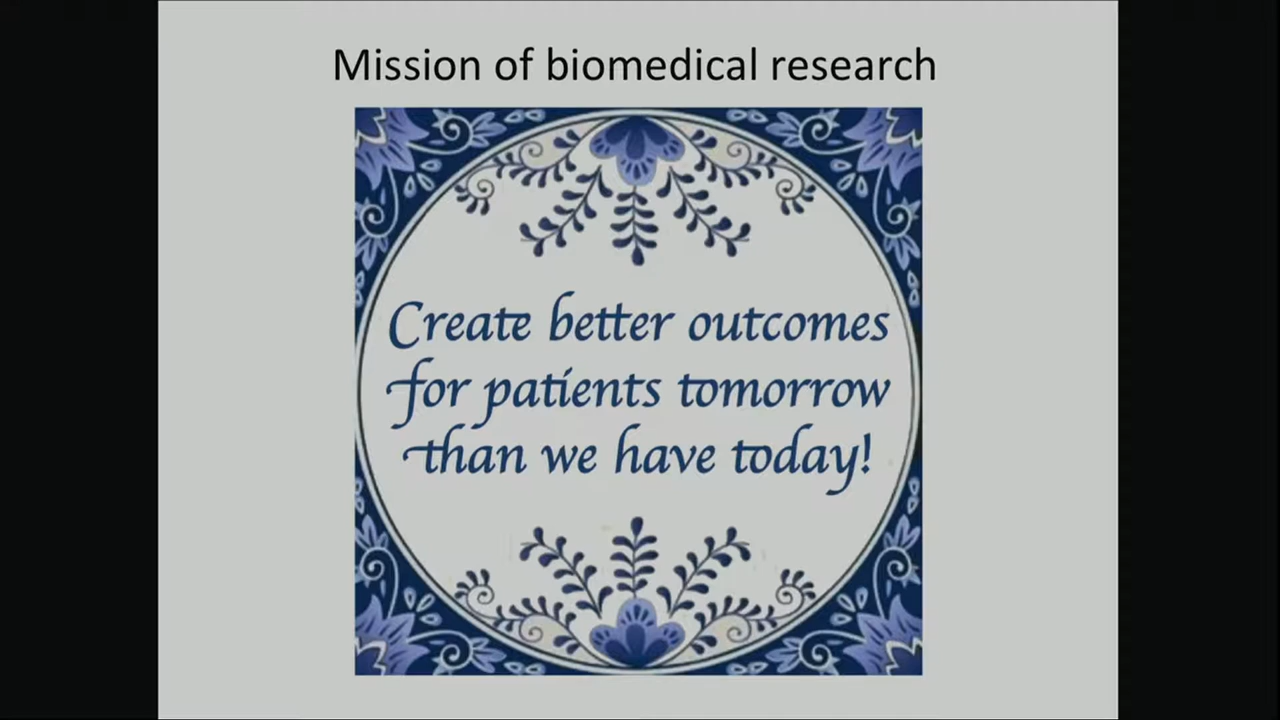 Mission of biomedical research
Create better outcomes
for patients tomorrow
than we have today!